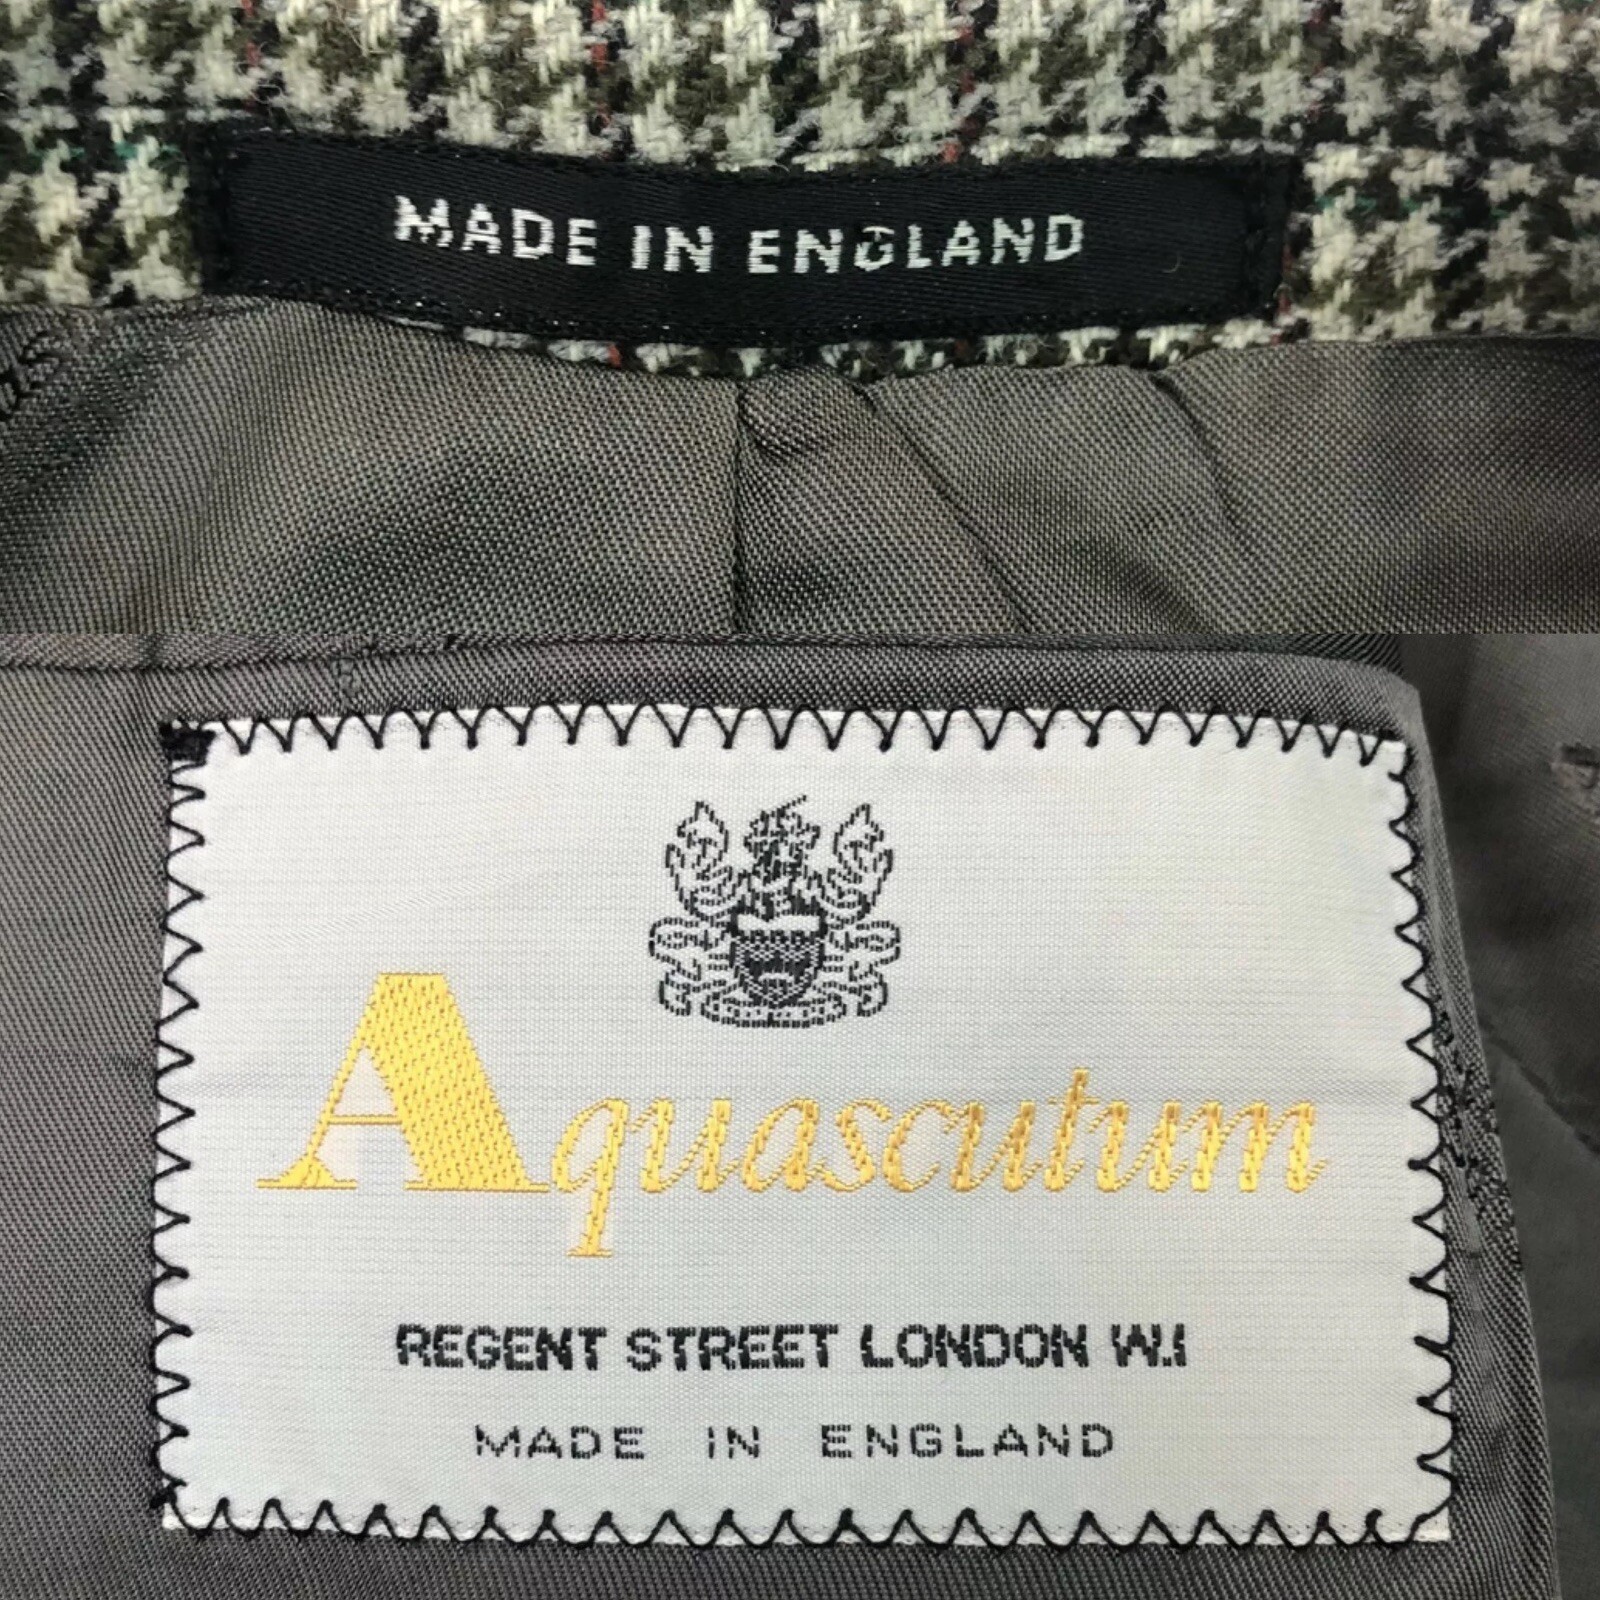 MADE IN ENGLAND
Aquascutum
REGENT STREET LONDON W.1
MADE IN ENGLAND